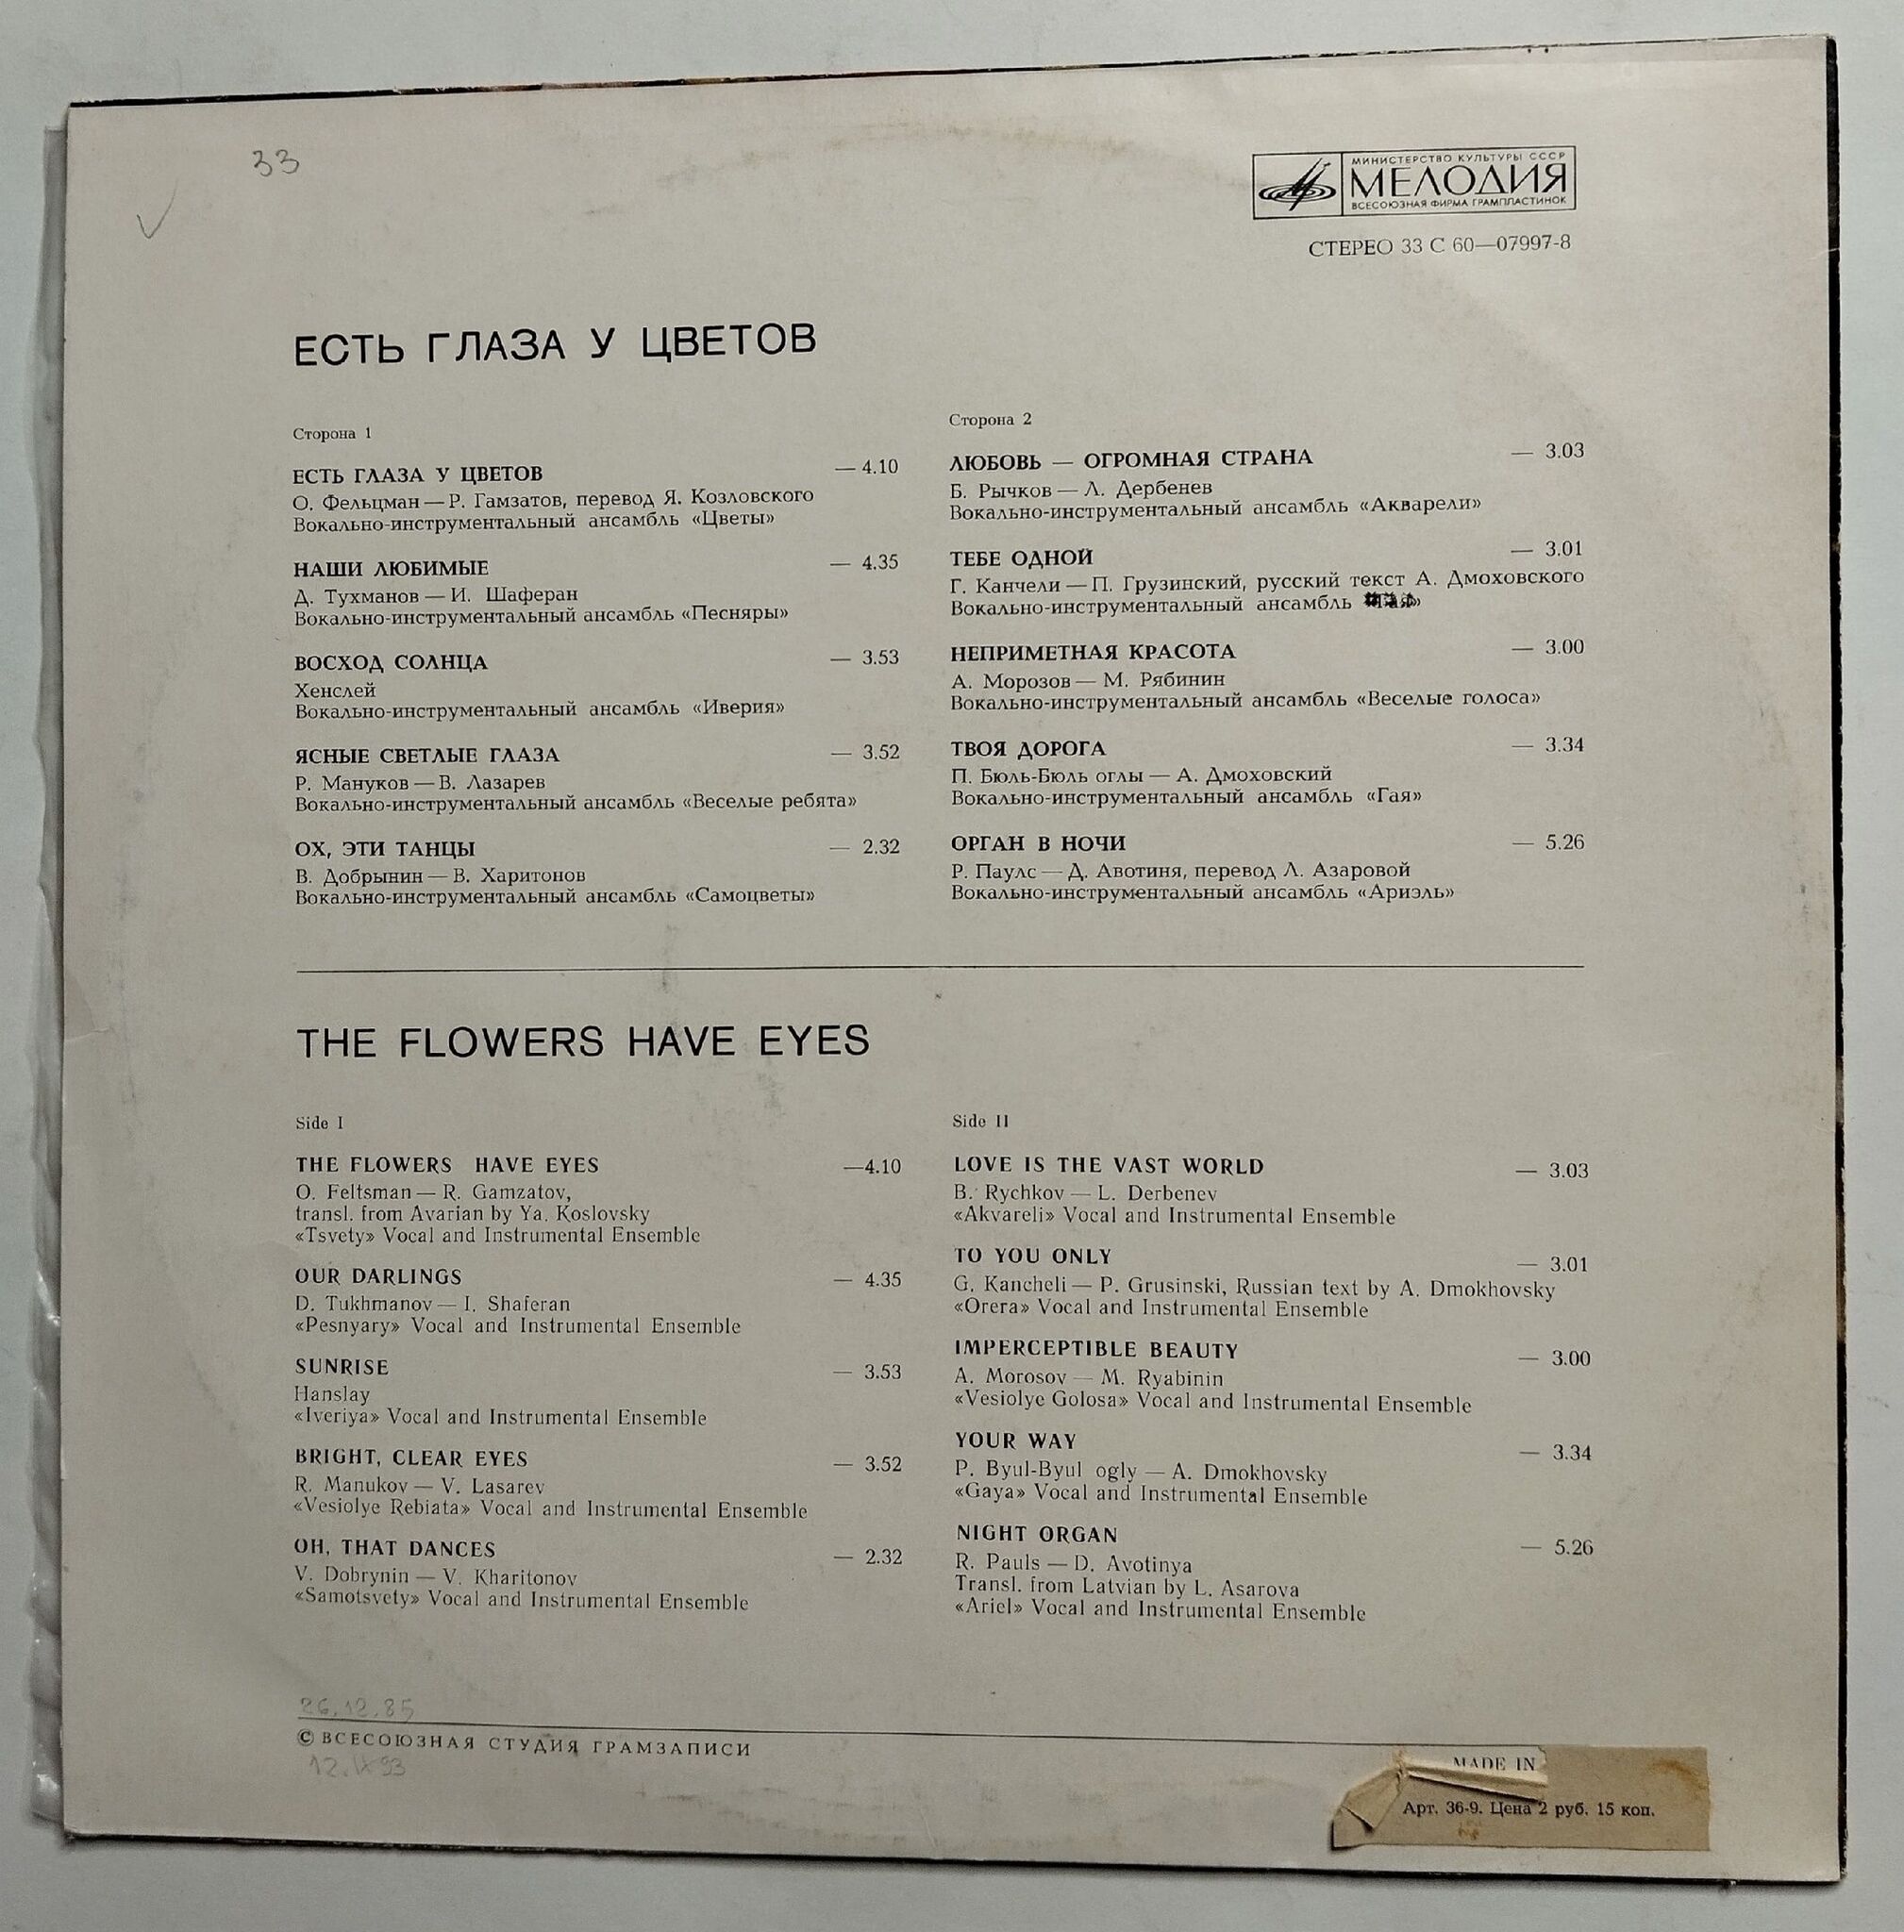 33
МИНИСТЕРСТВО КУЛЬТУРЫ СССР
МЕЛОДИЯ
ВСЕСОЮЗНАЯ ФИРМА ГРАМПЛАСТИНОК
СТЕРЕО 33 С 60—07997-8
ЕСТЬ ГЛАЗА У ЦВЕТОВ
Сторона 1
ЕСТЬ ГЛАЗА У ЦВЕТОВ — 4.10
О. Фельцман — Р. Гамзатов, перевод Я. Козловского
Вокально-инструментальный ансамбль «Цветы»
НАШИ ЛЮБИМЫЕ — 4.35
Д. Тухманов — И. Шаферан
Вокально-инструментальный ансамбль «Песняры»
ВОСХОД СОЛНЦА — 3.53
Хенслей
Вокально-инструментальный ансамбль «Иверия»
ЯСНЫЕ СВЕТЛЫЕ ГЛАЗА — 3.52
Р. Мануков — В. Лазарев
Вокально-инструментальный ансамбль «Веселые ребята»
ОХ, ЭТИ ТАНЦЫ — 2.32
В. Добрынин — В. Харитонов
Вокально-инструментальный ансамбль «Самоцветы»
Сторона 2
ЛЮБОВЬ — ОГРОМНАЯ СТРАНА — 3.03
Б. Рычков — Л. Дербенев
Вокально-инструментальный ансамбль «Акварели»
ТЕБЕ ОДНОЙ — 3.01
Г. Канчели — П. Грузинский, русский текст А. Дмоховского
Вокально-инструментальный ансамбль
НЕПРИМЕТНАЯ КРАСОТА — 3.00
А. Морозов — М. Рябинин
Вокально-инструментальный ансамбль «Веселые голоса»
ТВОЯ ДОРОГА — 3.34
П. Бюль-Бюль оглы — А. Дмоховский
Вокально-инструментальный ансамбль «Гая»
ОРГАН В НОЧИ — 5.26
Р. Паулс — Д. Авотиня, перевод Л. Азаровой
Вокально-инструментальный ансамбль «Ариэль»
THE FLOWERS HAVE EYES
Side I
THE FLOWERS HAVE EYES —4.10
O. Feltsman — R. Gamzatov,
transl. from Avarian by Ya. Koslovsky
«Tsvety» Vocal and Instrumental Ensemble
OUR DARLINGS — 4.35
D. Tukhmanov — I. Shaferan
«Pesnyary» Vocal and Instrumental Ensemble
SUNRISE — 3.53
Hanslay
«Iveriya» Vocal and Instrumental Ensemble
BRIGHT, CLEAR EYES — 3.52
R. Manukov — V. Lasarev
«Vesiolye Rebiata» Vocal and Instrumental Ensemble
OH, THAT DANCES — 2.32
V. Dobrynin — V. Kharitonov
«Samotsvety» Vocal and Instrumental Ensemble
Side II
LOVE IS THE VAST WORLD — 3.03
B. Rychkov — L. Derbenev
«Akvareli» Vocal and Instrumental Ensemble
TO YOU ONLY — 3.01
G. Kancheli — P. Grusinski, Russian text by A. Dmokhovsky
«Orera» Vocal and Instrumental Ensemble
IMPERCEPTIBLE BEAUTY — 3.00
A. Morosov — M. Ryabinin
«Vesiolye Golosa» Vocal and Instrumental Ensemble
YOUR WAY — 3.34
P. Byul-Byul ogly — A. Dmokhovsky
«Gaya» Vocal and Instrumental Ensemble
NIGHT ORGAN — 5.26
R. Pauls — D. Avotinya
Transl. from Latvian by L. Asarova
«Ariel» Vocal and Instrumental Ensemble
26.12.85
© ВСЕСОЮЗНАЯ СТУДИЯ ГРАМЗАПИСИ
12.IX 93
MADE IN
Арт. 36-9. Цена 2 руб. 15 коп.